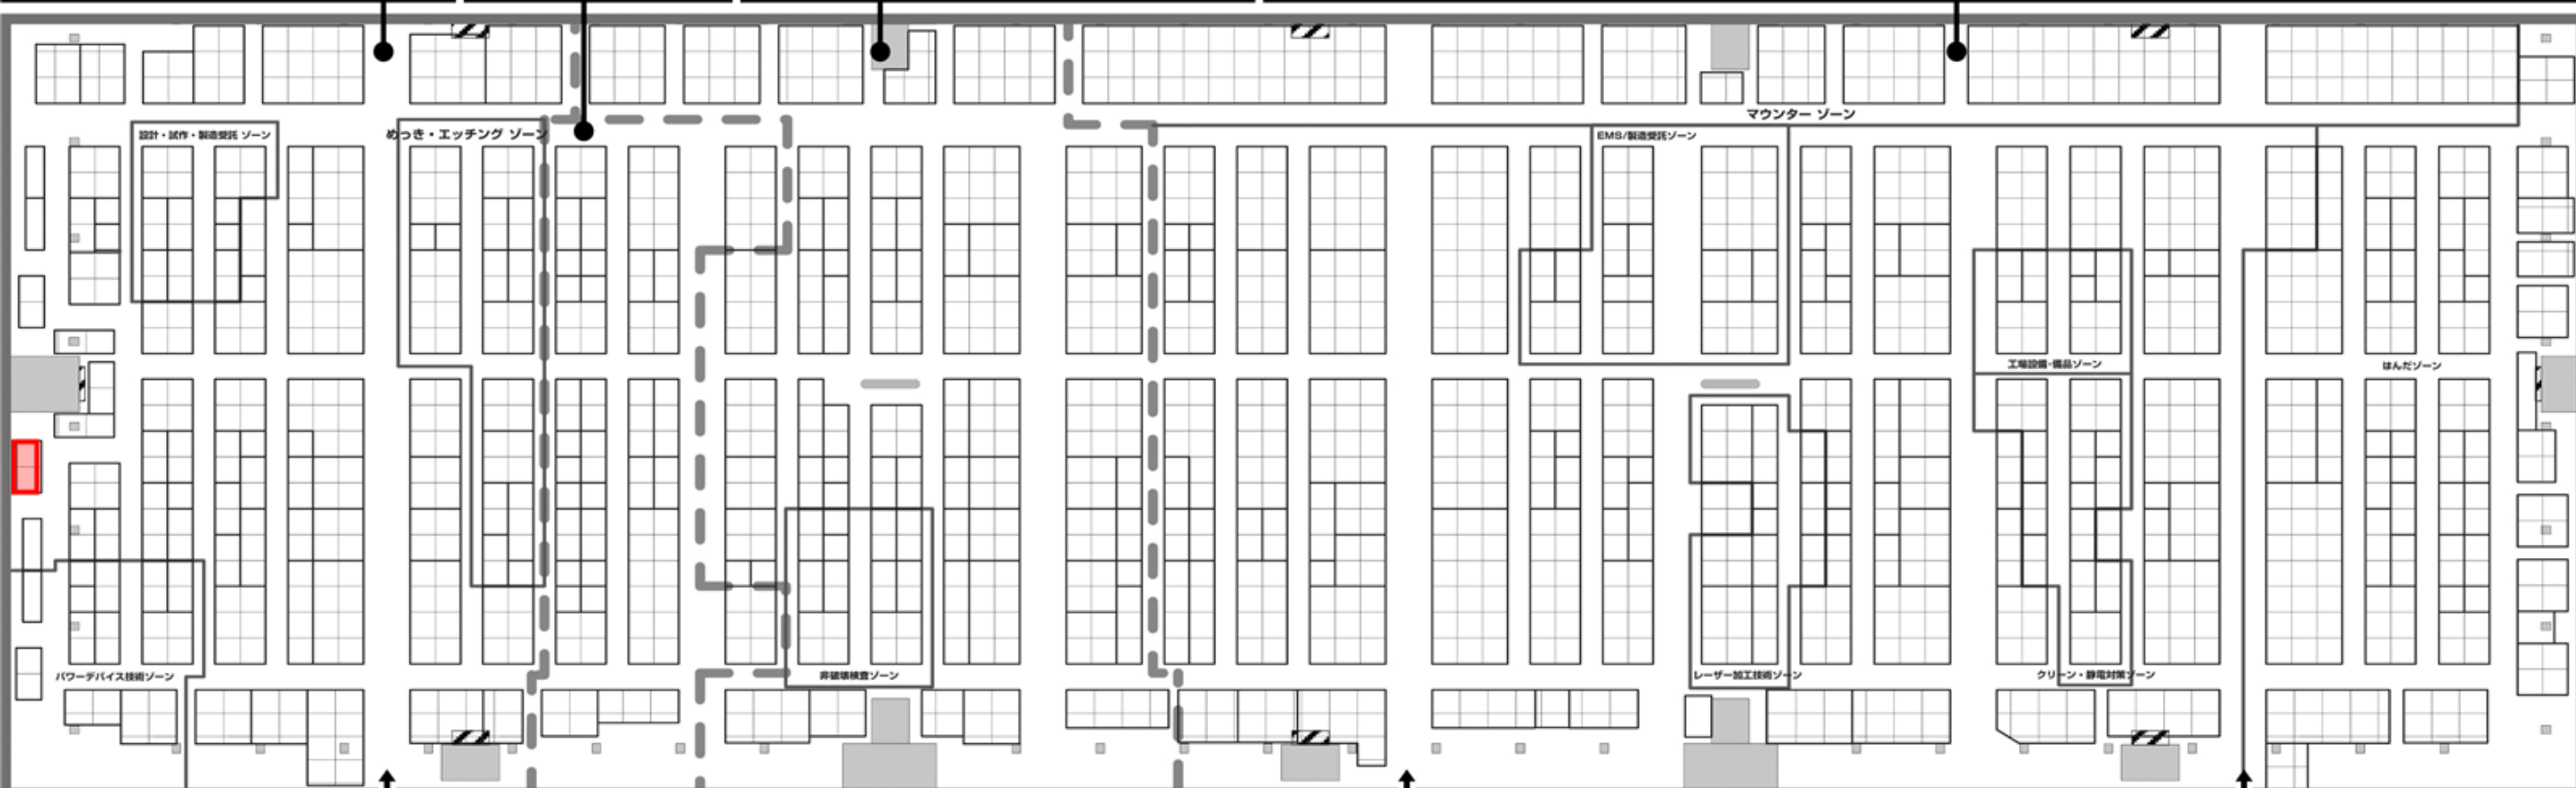 マウンター ゾーン
設計・試作・製造受託 ゾーン
めっき・エッチング ゾーン
EMS/製造受託ゾーン
工場設備・備品ゾーン
はんだゾーン
パワーデバイス技術ゾーン
非破壊検査ゾーン
レーザー加工技術ゾーン
クリーン・静電対策ゾーン